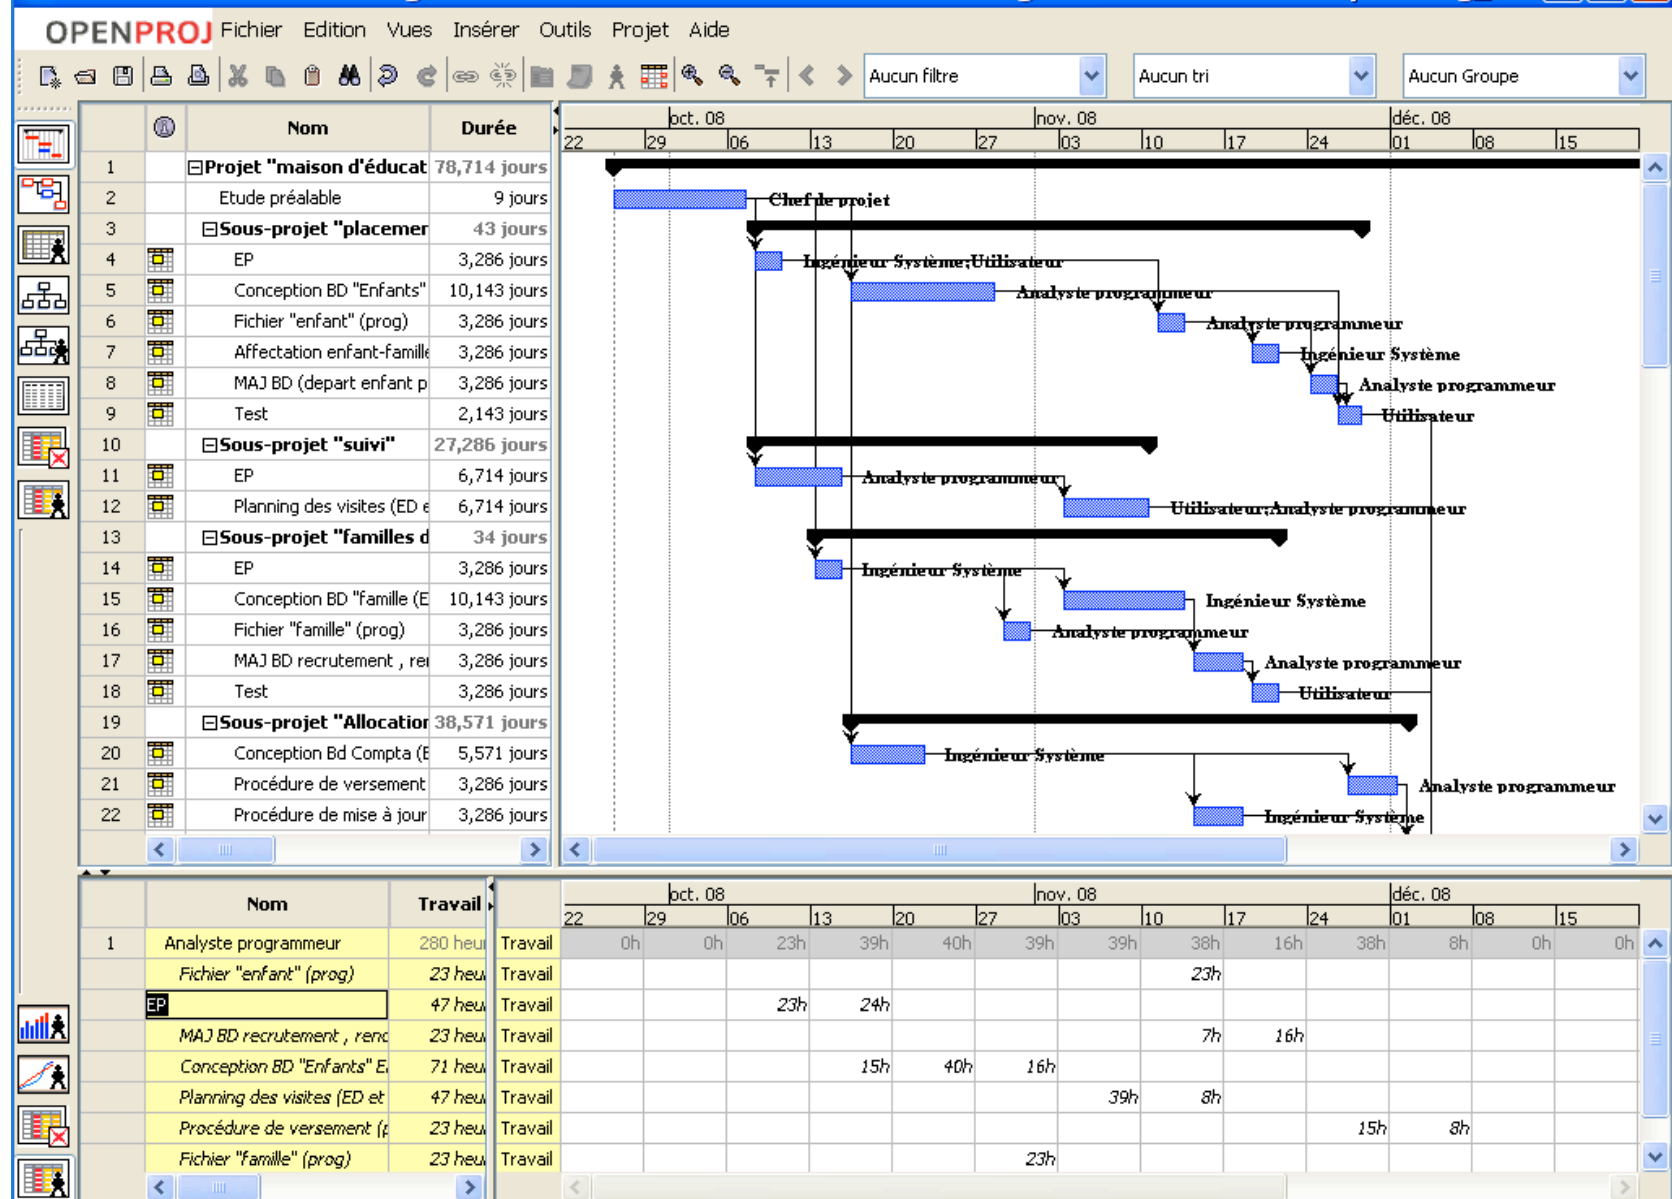 OPENPROJ Fichier Edition Vues Insérer Outils Projet Aide
Aucun filtre Aucun tri Aucun Groupe
Nom Durée
oct. 08 nov. 08 déc. 08
22 29 06 13 20 27 03 10 17 24 01 08 15
1 Projet "maison d'éducat 78,714 jours
2 Etude préalable 9 jours Chef de projet
3 Sous-projet "placemer 43 jours
4 EP 3,286 jours Ingénieur Système;Utilisateur
5 Conception BD "Enfants" 10,143 jours Analyste programmeur
6 Fichier "enfant" (prog) 3,286 jours Analyste programmeur
7 Affectation enfant-famille 3,286 jours Ingénieur Système
8 MAJ BD (depart enfant p 3,286 jours Analyste programmeur
9 Test 2,143 jours Utilisateur
10 Sous-projet "suivi" 27,286 jours
11 EP 6,714 jours Analyste programmeur
12 Planning des visites (ED e 6,714 jours Utilisateur;Analyste programmeur
13 Sous-projet "familles d 34 jours
14 EP 3,286 jours Ingénieur Système
15 Conception BD "famille (E 10,143 jours Ingénieur Système
16 Fichier "famille" (prog) 3,286 jours Analyste programmeur
17 MAJ BD recrutement , rei 3,286 jours Analyste programmeur
18 Test 3,286 jours Utilisateur
19 Sous-projet "Allocation 38,571 jours
20 Conception Bd Compta (E 5,571 jours Ingénieur Système
21 Procédure de versement 3,286 jours Analyste programmeur
22 Procédure de mise à jour 3,286 jours Ingénieur Système
Nom Travail
oct. 08 nov. 08 déc. 08
22 29 06 13 20 27 03 10 17 24 01 08 15
1 Analyste programmeur 280 heur Travail 0h 0h 23h 39h 40h 39h 39h 38h 16h 38h 8h 0h 0h
Fichier "enfant" (prog) 23 heu Travail 23h
EP 47 heu Travail 23h 24h
MAJ BD recrutement , reno 23 heu Travail 7h 16h
Conception BD "Enfants" E 71 heu Travail 15h 40h 16h
Planning des visites (ED et 47 heu Travail 39h 8h
Procédure de versement (p 23 heu Travail 15h 8h
Fichier "famille" (prog) 23 heu Travail 23h